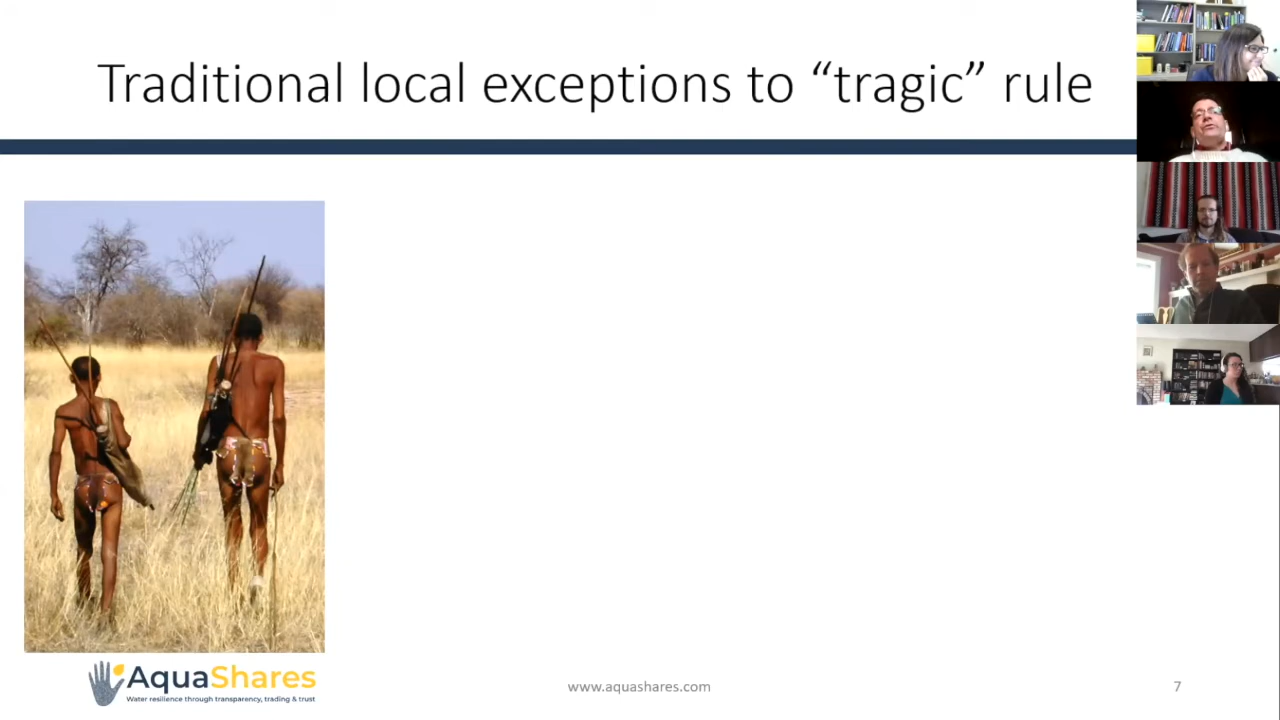 Traditional local exceptions to “tragic” rule
AquaShares
Water resilience through transparency, trading & trust
www.aquashares.com
7